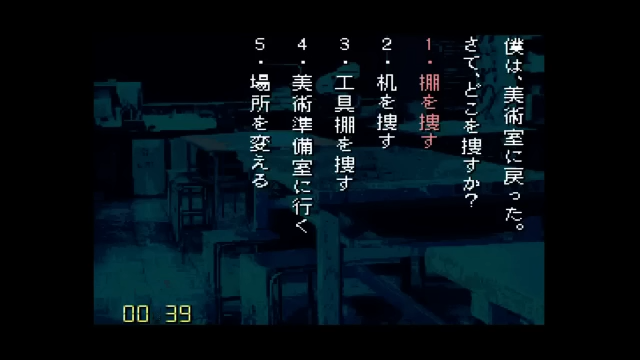 僕は、美術室に戻った。
さて、どこを捜すか?
1・棚を捜す
2・机を捜す
3・工具棚を捜す
4・美術準備室に行く
5・場所を変える
00 39